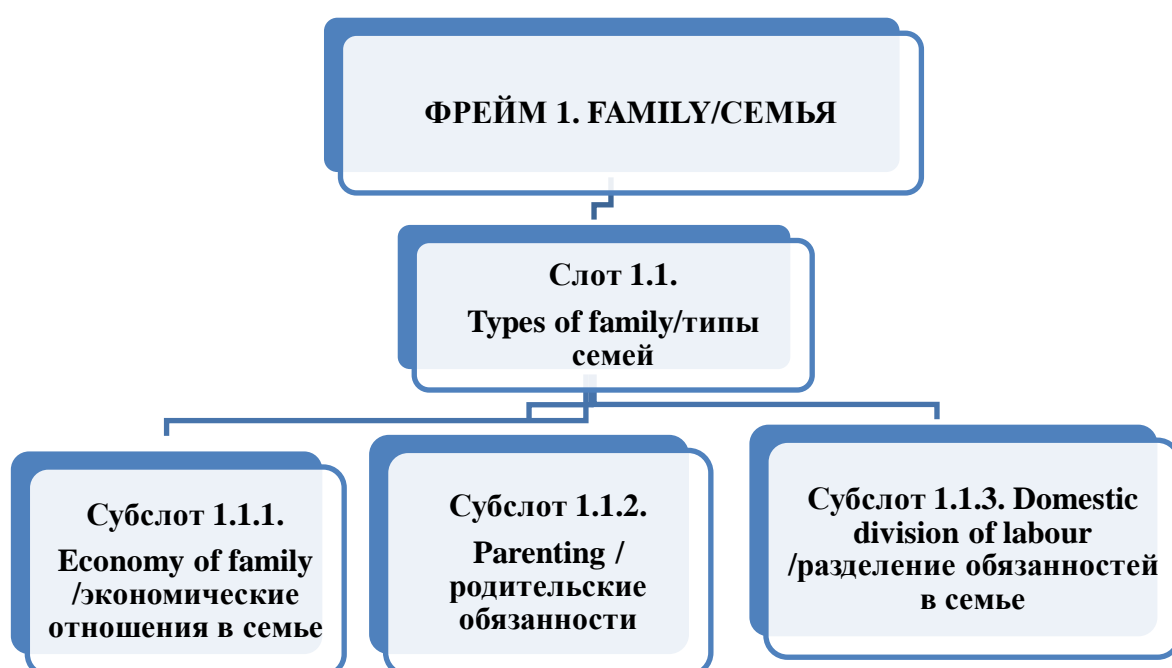 ФРЕЙМ 1. FAMILY/СЕМЬЯ
Слот 1.1.
Types of family/типы
семей
Субслот 1.1.1.
Economy of family
/экономические
отношения в семье
Субслот 1.1.2.
Parenting /
родительские
обязанности
Субслот 1.1.3. Domestic
division of labour
/разделение обязанностей
в семье